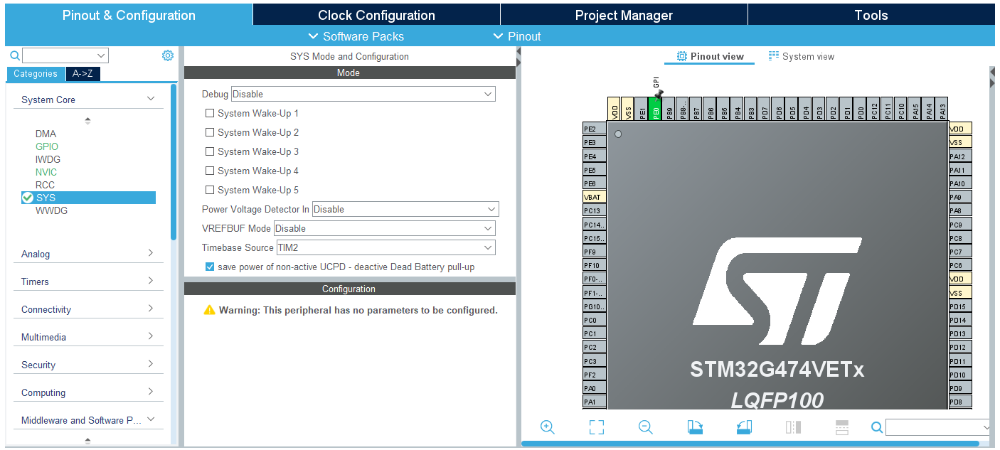 Pinout & Configuration
Clock Configuration
Project Manager
Tools
Software Packs
Pinout
Categories
A->Z
System Core
DMA
GPIO
IWDG
NVIC
RCC
SYS
WWDG
Analog
Timers
Connectivity
Multimedia
Security
Computing
Middleware and Software P...
SYS Mode and Configuration
Mode
Debug Disable
System Wake-Up 1
System Wake-Up 2
System Wake-Up 3
System Wake-Up 4
System Wake-Up 5
Power Voltage Detector In Disable
VREFBUF Mode Disable
Timebase Source TIM2
save power of non-active UCPD - deactive Dead Battery pull-up
Configuration
Warning: This peripheral has no parameters to be configured.
Pinout view
System view
GPI
VDD
VSS
PE1
PE0
PB9
PB8-..
PB7
PB6
PB5
PB4
PB3
PD7
PD6
PD5
PD4
PD3
PD2
PD1
PD0
PC12
PC11
PC10
PA15
PA14
PA13
PE2
PE3
PE4
PE5
PE6
VBAT
PC13
PC14..
PC15..
PF9
PF10
PF0-..
PF1-..
PG10..
PC0
PC1
PC2
PC3
PF2
PA0
PA1
VDD
VSS
PA12
PA11
PA10
PA9
PA8
PC9
PC8
PC7
PC6
VDD
VSS
PD15
PD14
PD13
PD12
PD11
PD10
PD9
PD8
ST
STM32G474VETx
LQFP100